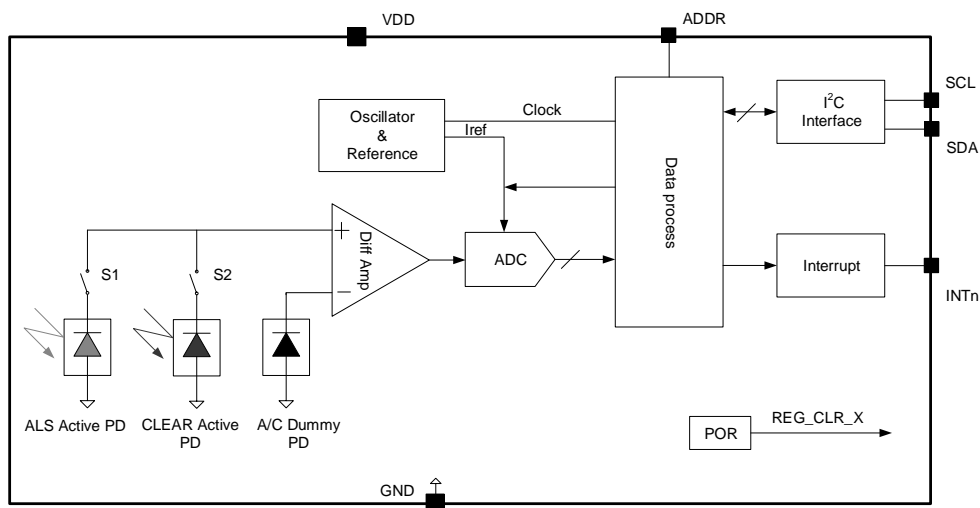 VDD
ADDR
SCL
SDA
I²C
Interface
Oscillator
&
Reference
Clock
Iref
Data process
Diff Amp
+
−
ADC
Interrupt
INTn
S1
S2
ALS Active PD
CLEAR Active
PD
A/C Dummy
PD
POR
REG_CLR_X
GND